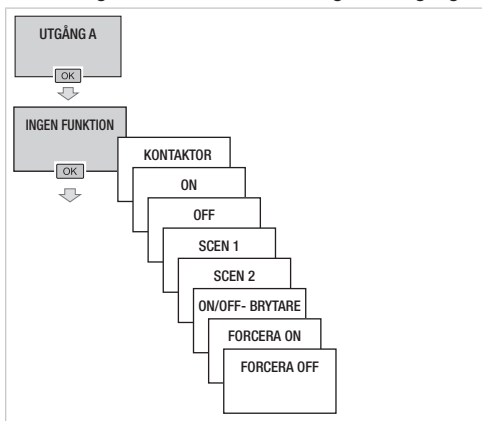 UTGÅNG A
OK
INGEN FUNKTION
OK
KONTAKTOR
ON
OFF
SCEN 1
SCEN 2
ON/OFF- BRYTARE
FORCERA ON
FORCERA OFF